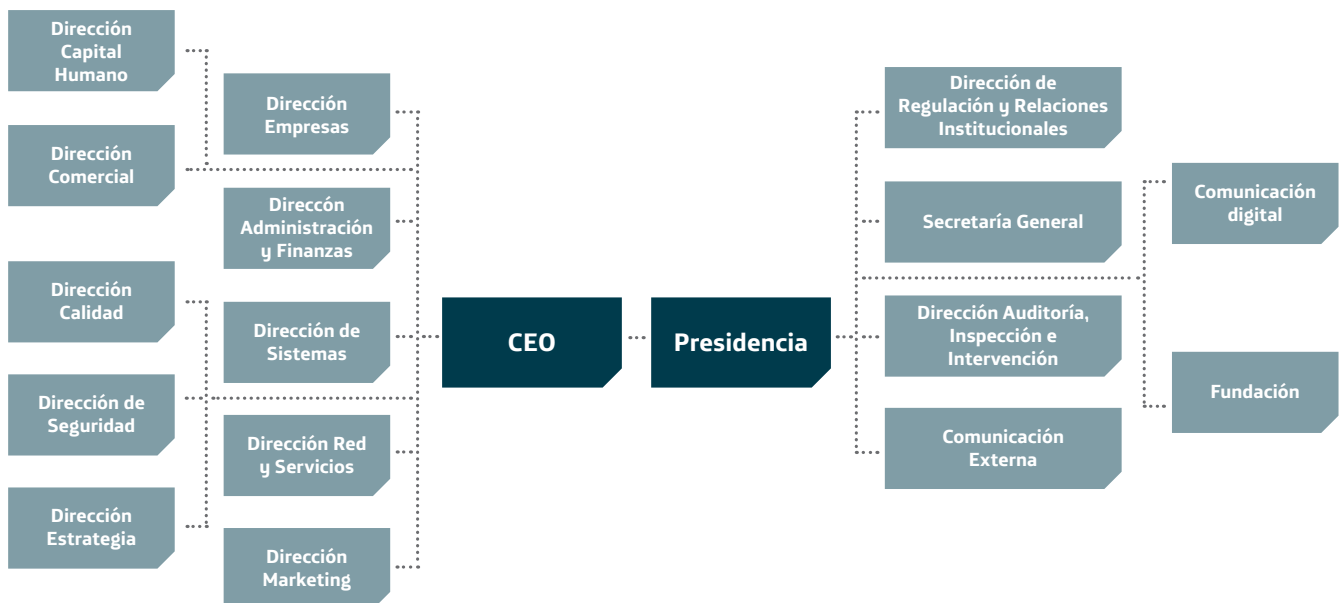 Dirección
Capital
Humano
Dirección
Comercial
Dirección
Calidad
Dirección de
Seguridad
Dirección
Estrategia
Dirección
Empresas
Direccón
Administración
y Finanzas
Dirección de
Sistemas
Dirección Red
y Servicios
Dirección
Marketing
CEO
Presidencia
Dirección de
Regulación y Relaciones
Institucionales
Secretaría General
Dirección Auditoría,
Inspección e
Intervención
Comunicación
Externa
Comunicación
digital
Fundación